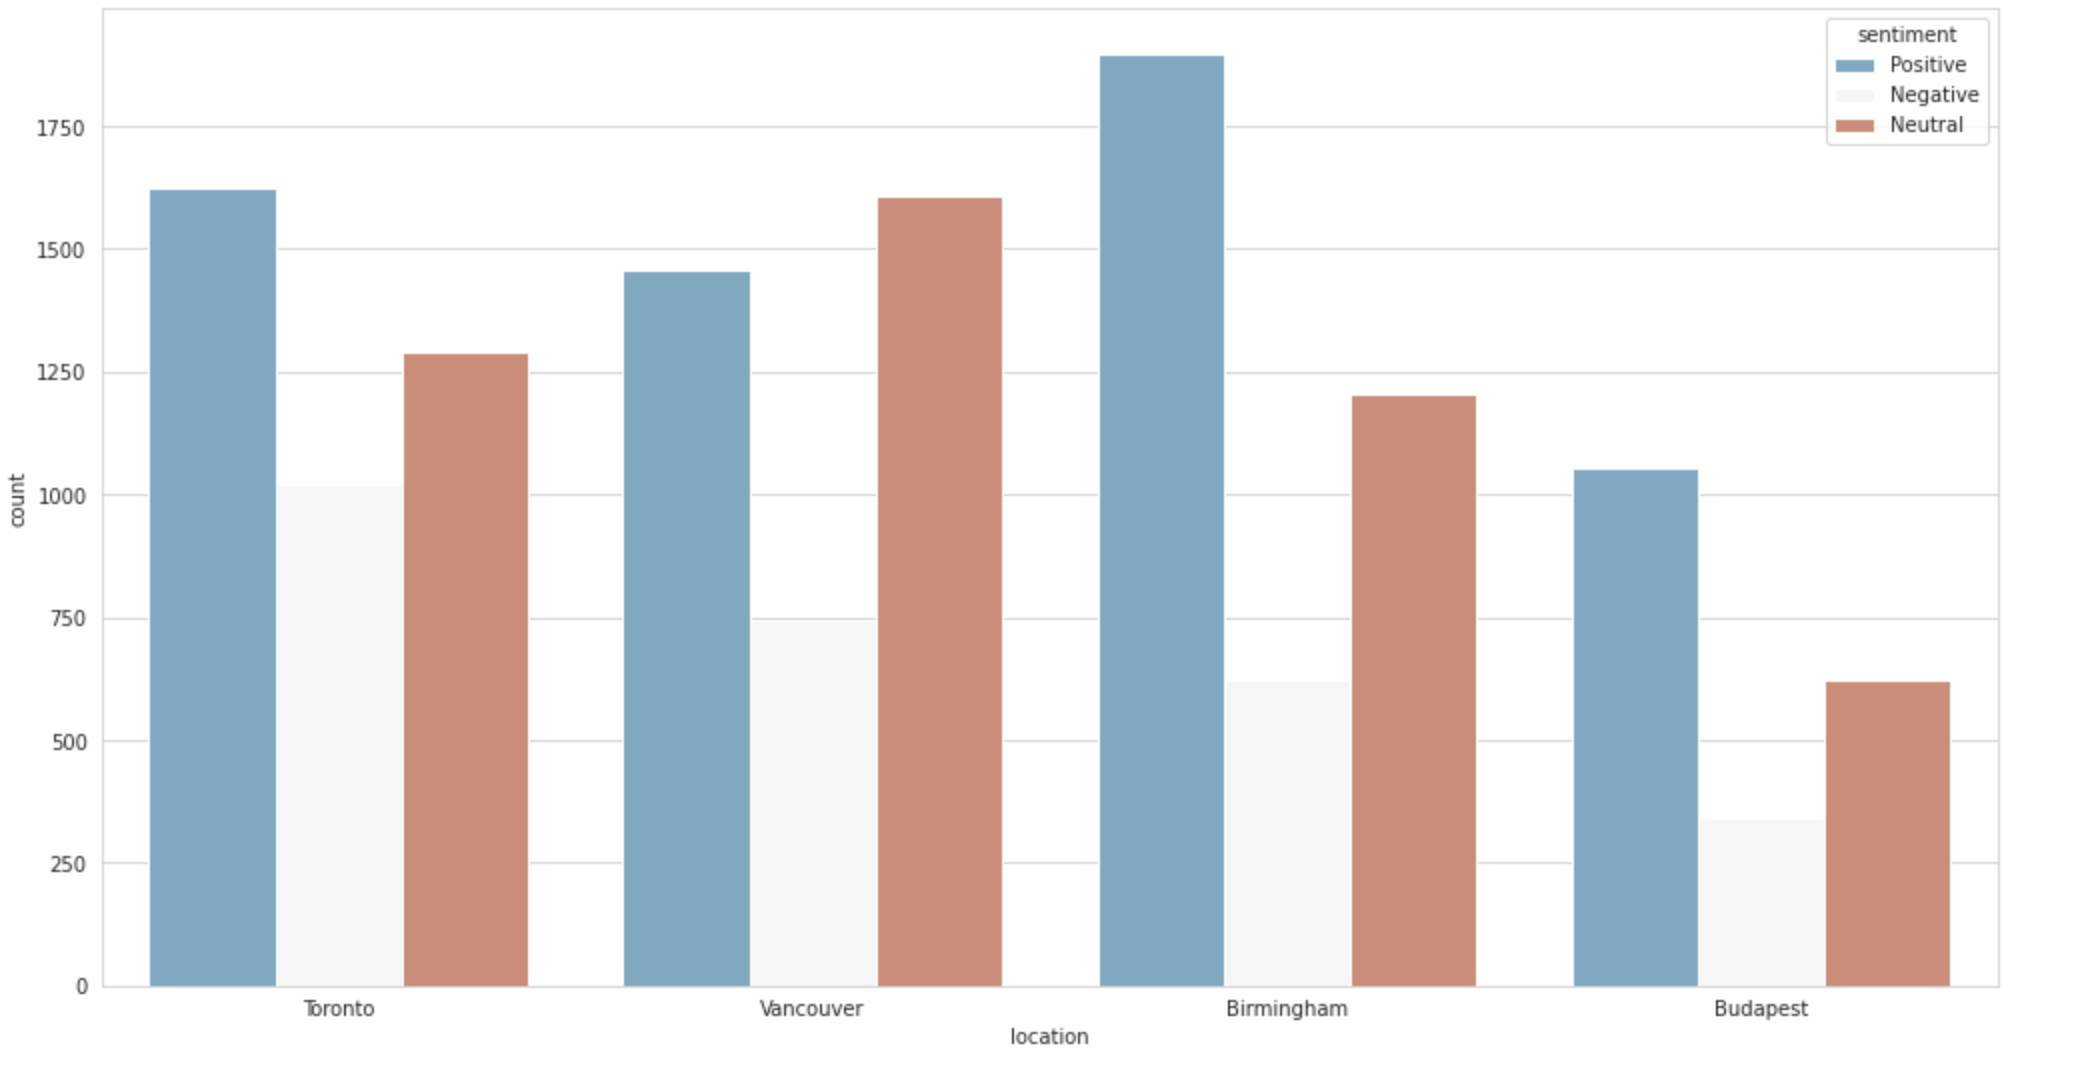 sentiment
Positive
Negative
Neutral
1750
1500
1250
1000
750
500
250
0
count
Toronto Vancouver Birmingham Budapest
location